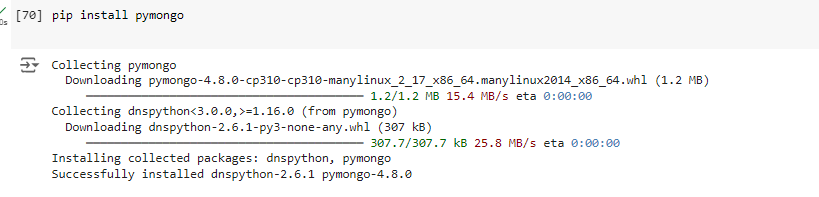 [70] pip install pymongo
0s
Collecting pymongo
Downloading pymongo-4.8.0-cp310-cp310-manylinux_2_17_x86_64.manylinux2014_x86_64.whl (1.2 MB)
1.2/1.2 MB 15.4 MB/s eta 0:00:00
Collecting dnspython<3.0.0,>=1.16.0 (from pymongo)
Downloading dnspython-2.6.1-py3-none-any.whl (307 kB)
307.7/307.7 kB 25.8 MB/s eta 0:00:00
Installing collected packages: dnspython, pymongo
Successfully installed dnspython-2.6.1 pymongo-4.8.0